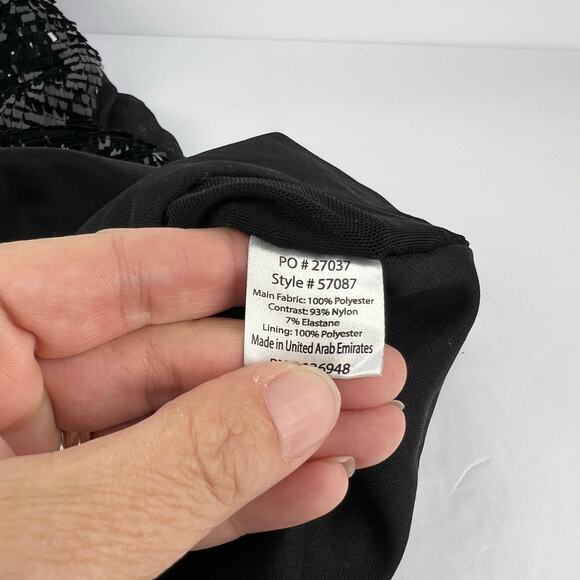 PO # 27037
Style # 57087
Main Fabric: 100% Polyester
Contrast: 93% Nylon
7% Elastane
Lining: 100% Polyester
Made in United Arab Emirates
36948